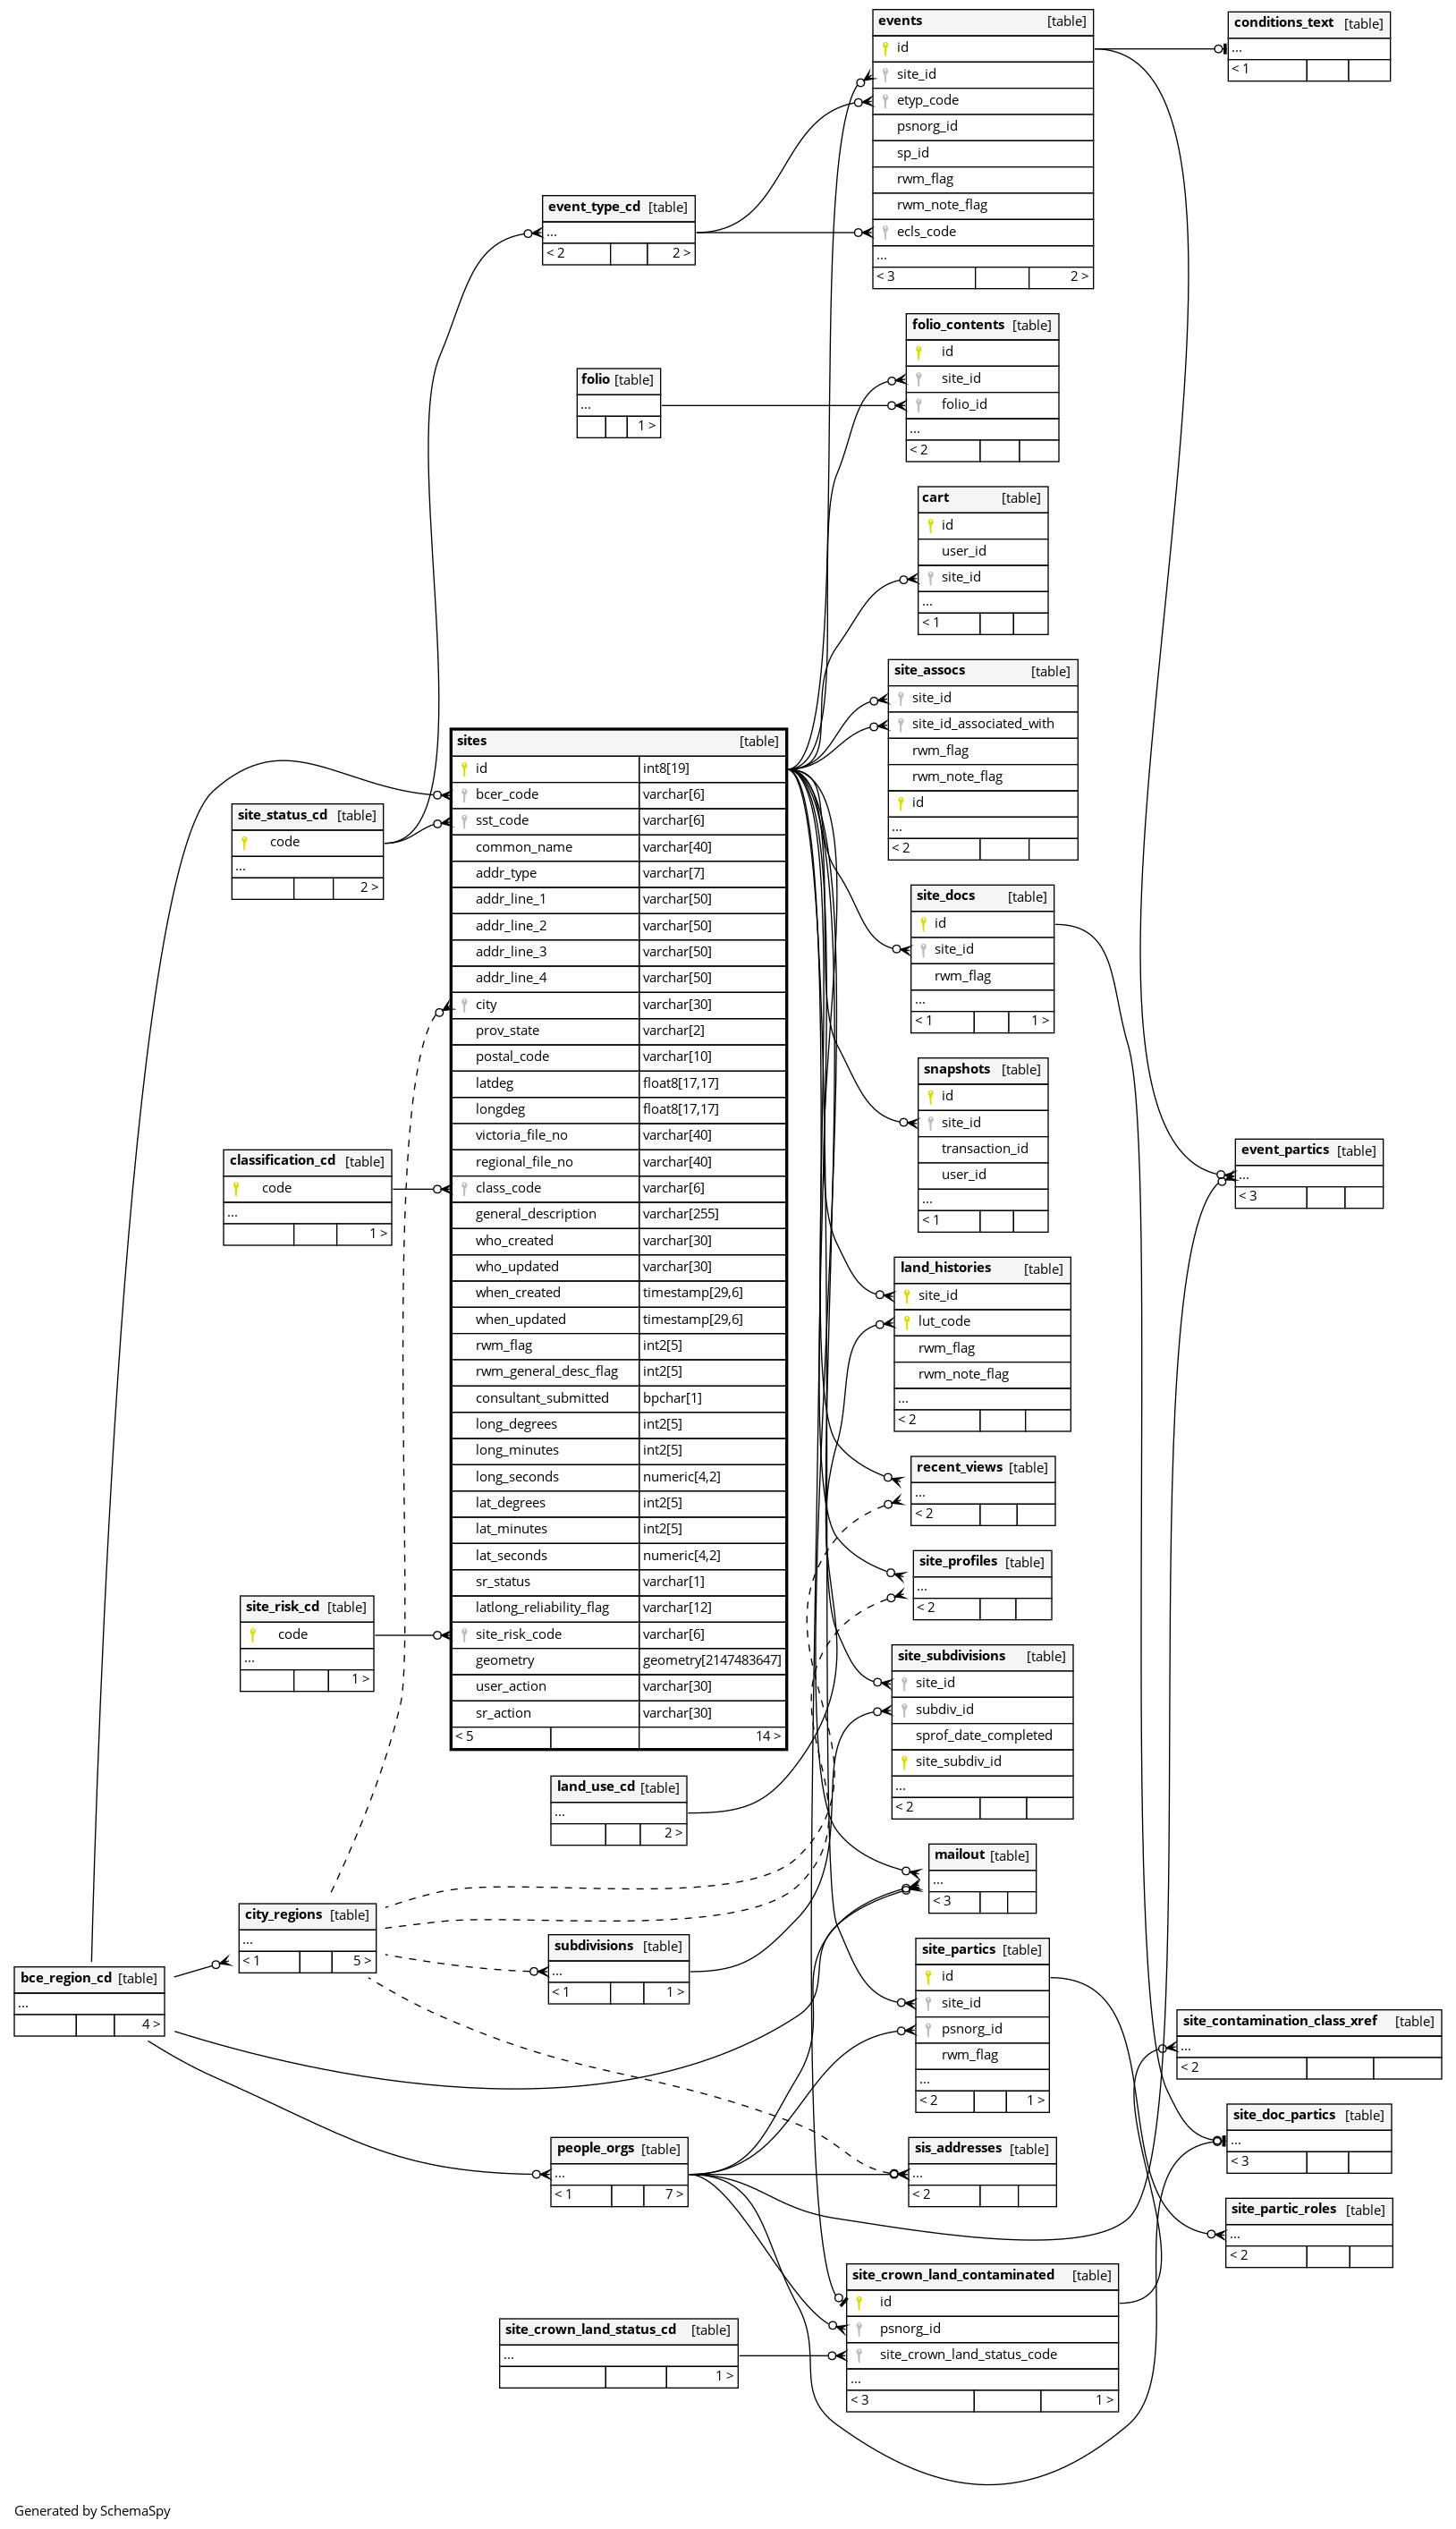 events [table]
id
site_id
etyp_code
psnorg_id
sp_id
rwm_flag
rwm_note_flag
ecls_code
...
< 3 2 >
conditions_text [table]
...
< 1
event_type_cd [table]
...
< 2 2 >
folio_contents [table]
id
site_id
folio_id
...
< 2
folio [table]
...
1 >
cart [table]
id
user_id
site_id
...
< 1
site_assocs [table]
site_id
site_id_associated_with
rwm_flag
rwm_note_flag
id
...
< 2
sites [table]
id int8[19]
bcer_code varchar[6]
sst_code varchar[6]
common_name varchar[40]
addr_type varchar[7]
addr_line_1 varchar[50]
addr_line_2 varchar[50]
addr_line_3 varchar[50]
addr_line_4 varchar[50]
city varchar[30]
prov_state varchar[2]
postal_code varchar[10]
latdeg float8[17,17]
longdeg float8[17,17]
victoria_file_no varchar[40]
regional_file_no varchar[40]
class_code varchar[6]
general_description varchar[255]
who_created varchar[30]
who_updated varchar[30]
when_created timestamp[29,6]
when_updated timestamp[29,6]
rwm_flag int2[5]
rwm_general_desc_flag int2[5]
consultant_submitted bpchar[1]
long_degrees int2[5]
long_minutes int2[5]
long_seconds numeric[4,2]
lat_degrees int2[5]
lat_minutes int2[5]
lat_seconds numeric[4,2]
sr_status varchar[1]
latlong_reliability_flag varchar[12]
site_risk_code varchar[6]
geometry geometry[2147483647]
user_action varchar[30]
sr_action varchar[30]
< 5 14 >
site_status_cd [table]
code
...
2 >
site_docs [table]
id
site_id
rwm_flag
...
< 1 1 >
snapshots [table]
id
site_id
transaction_id
user_id
...
< 1
classification_cd [table]
code
...
1 >
event_partics [table]
...
< 3
land_histories [table]
site_id
lut_code
rwm_flag
rwm_note_flag
...
< 2
recent_views [table]
...
< 2
site_profiles [table]
...
< 2
site_risk_cd [table]
code
...
1 >
site_subdivisions [table]
site_id
subdiv_id
sprof_date_completed
site_subdiv_id
...
< 2
land_use_cd [table]
...
2 >
mailout [table]
...
< 3
city_regions [table]
...
< 1 5 >
subdivisions [table]
...
< 1 1 >
bce_region_cd [table]
...
4 >
site_partics [table]
id
site_id
psnorg_id
rwm_flag
...
< 2 1 >
site_contamination_class_xref [table]
...
< 2
site_doc_partics [table]
...
< 3
people_orgs [table]
...
< 1 7 >
sis_addresses [table]
...
< 2
site_partic_roles [table]
...
< 2
site_crown_land_contaminated [table]
id
psnorg_id
site_crown_land_status_code
...
< 3 1 >
site_crown_land_status_cd [table]
...
1 >
Generated by SchemaSpy